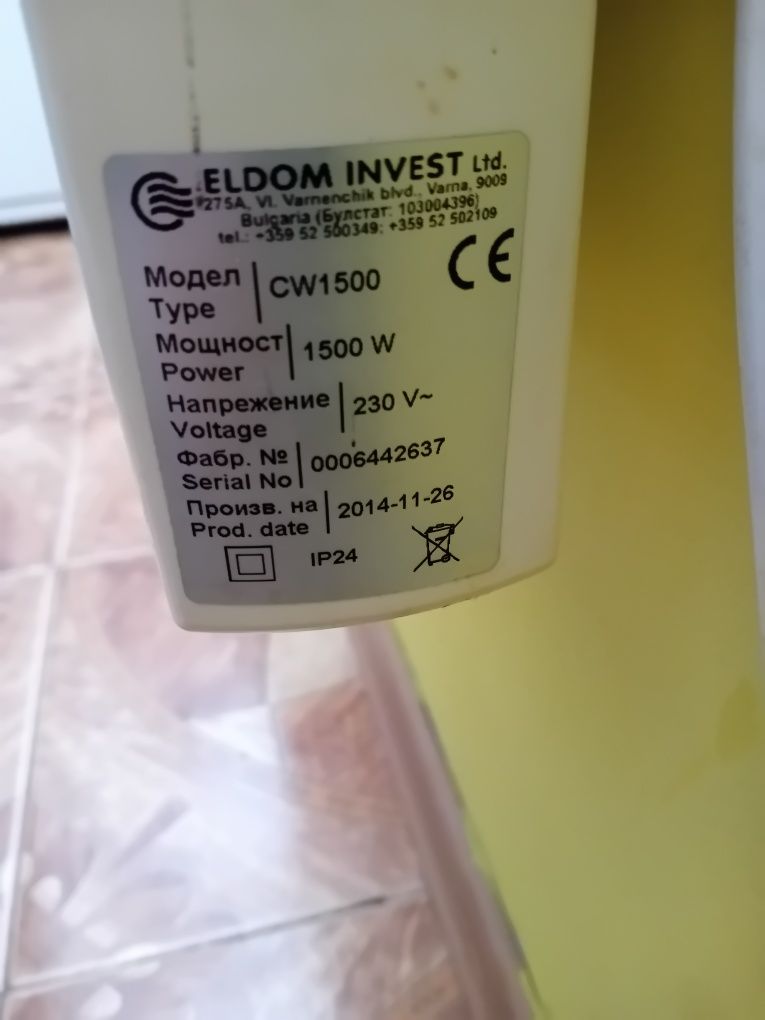 ELDOM INVEST Ltd.
275A, Vl. Varnenchik blvd., Varna, 9009
Bulgaria (Булстат: 103004396)
tel.: +359 52 500349; +359 52 502109
CE
Модел
Type
CW1500
Мощност
Power
1500 W
Напрежение
Voltage
230 V~
Фабр. №
Serial No
0006442637
Произв. на
Prod. date
2014-11-26
IP24